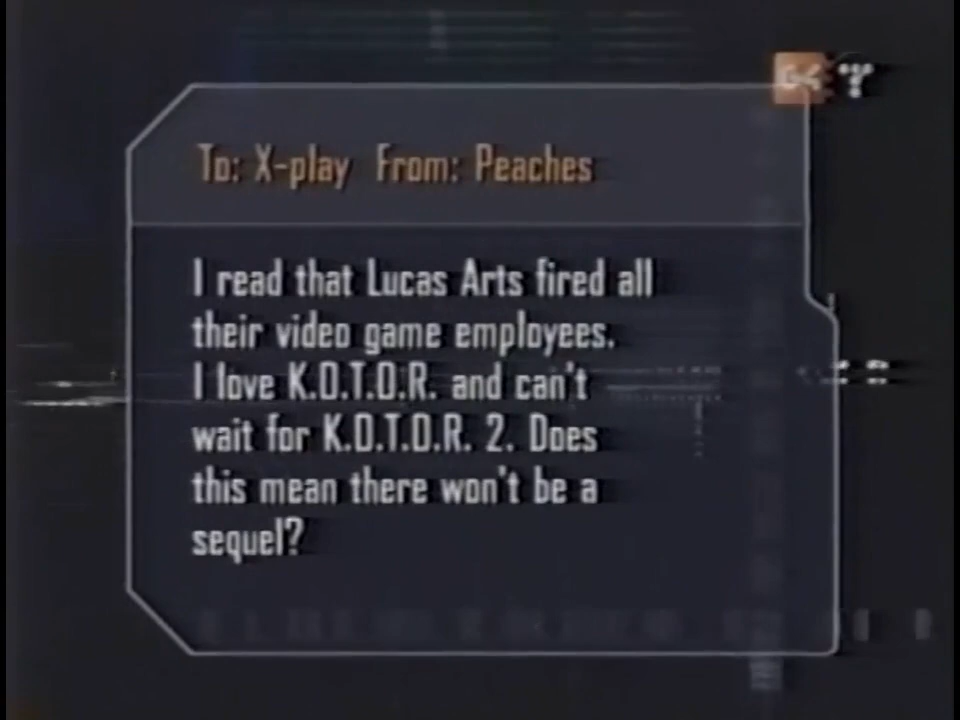 G4 T
To: X-play From: Peaches
I read that Lucas Arts fired all
their video game employees.
I love K.O.T.O.R. and can't
wait for K.O.T.O.R. 2. Does
this mean there won't be a
sequel?